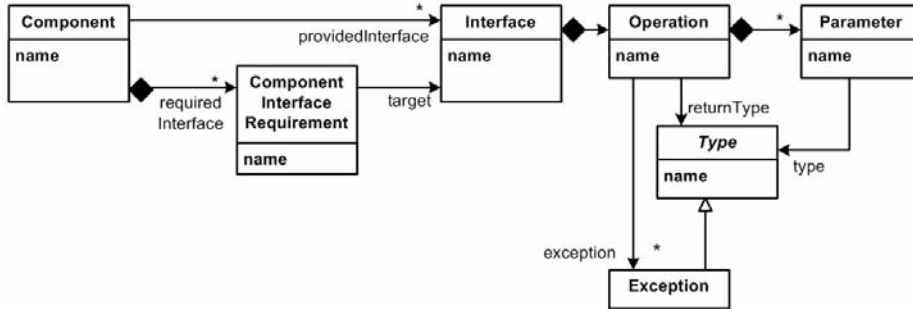 Component
name
*
providedInterface
*
required
Interface
Component
Interface
Requirement
name
target
Interface
name
Operation
name
*
Parameter
name
returnType
Type
name
type
exception
*
Exception